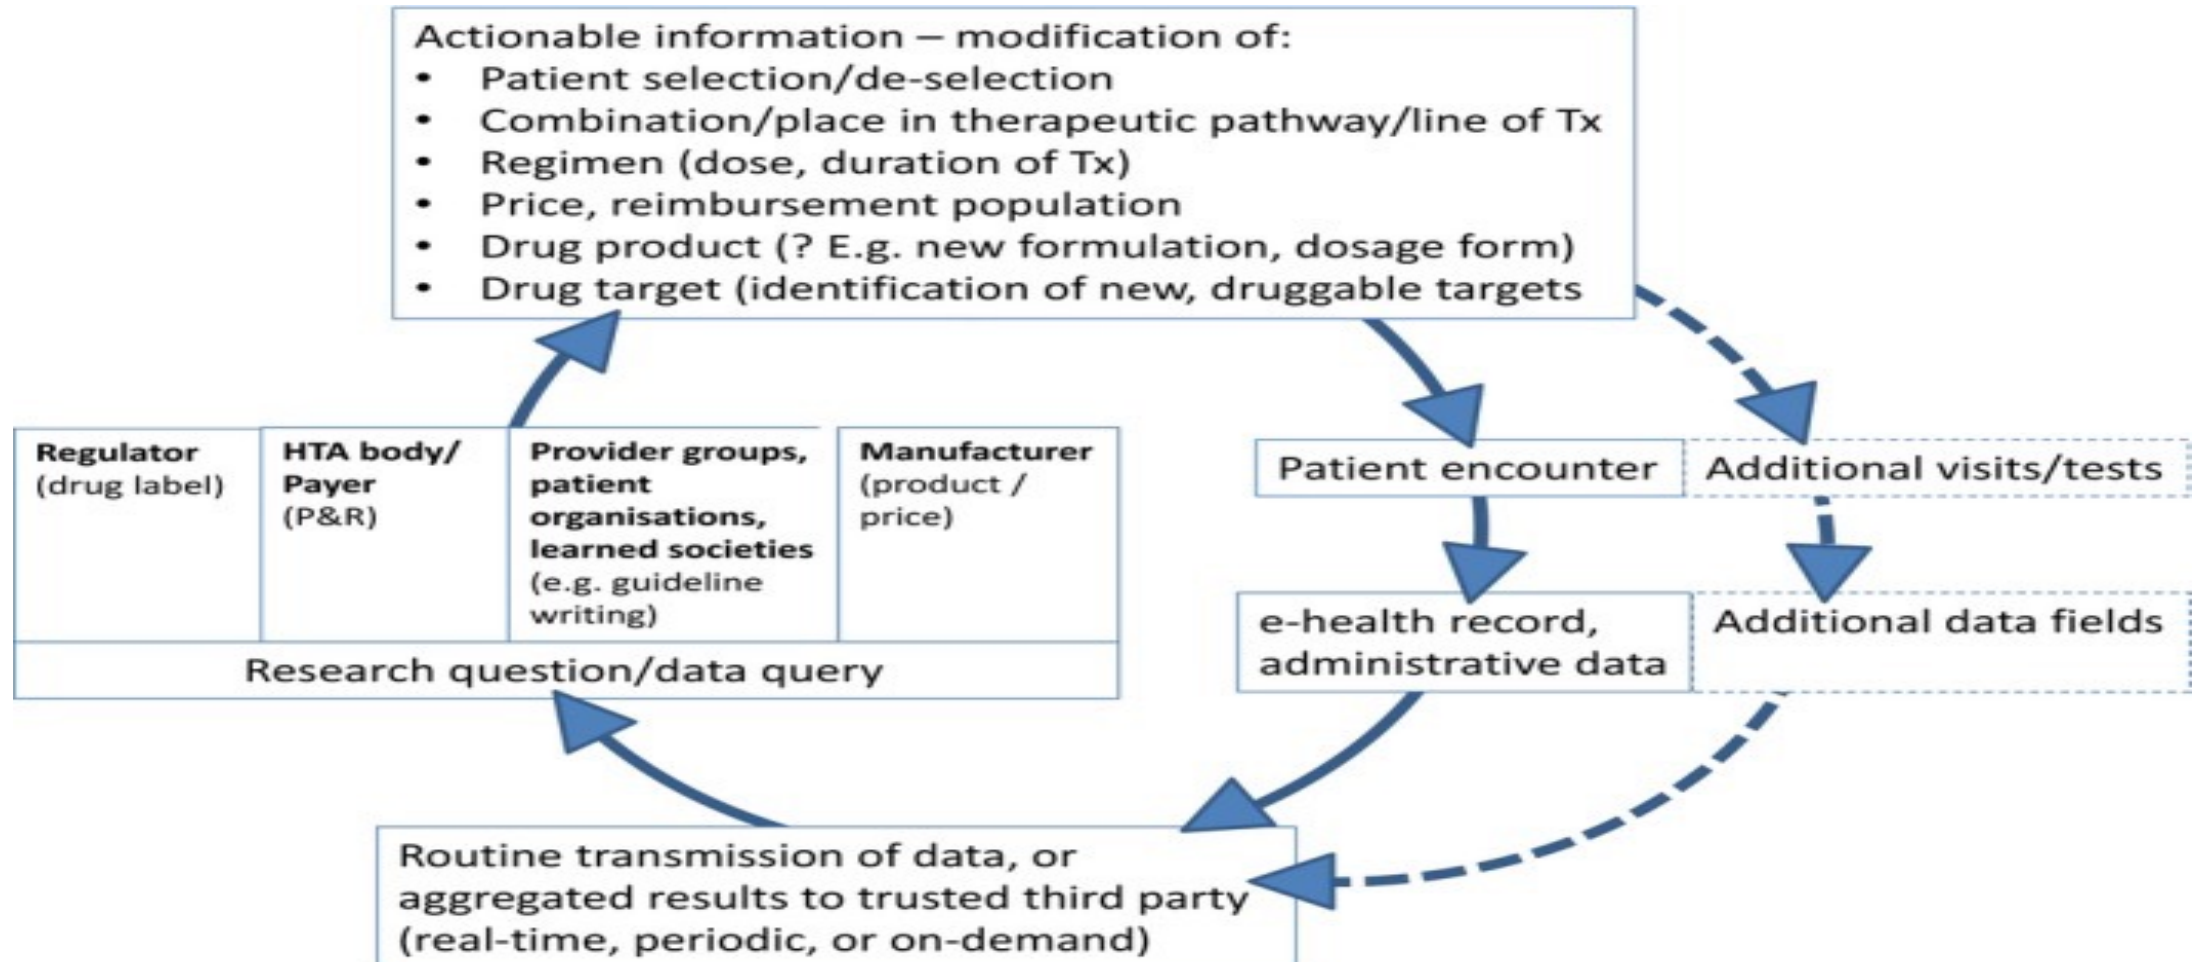 Actionable information – modification of:
• Patient selection/de-selection
• Combination/place in therapeutic pathway/line of Tx
• Regimen (dose, duration of Tx)
• Price, reimbursement population
• Drug product (? E.g. new formulation, dosage form)
• Drug target (identification of new, druggable targets
Regulator
(drug label)
HTA body/
Payer
(P&R)
Provider groups,
patient
organisations,
learned societies
(e.g. guideline
writing)
Manufacturer
(product /
price)
Research question/data query
Patient encounter
Additional visits/tests
e-health record,
administrative data
Additional data fields
Routine transmission of data, or
aggregated results to trusted third party
(real-time, periodic, or on-demand)